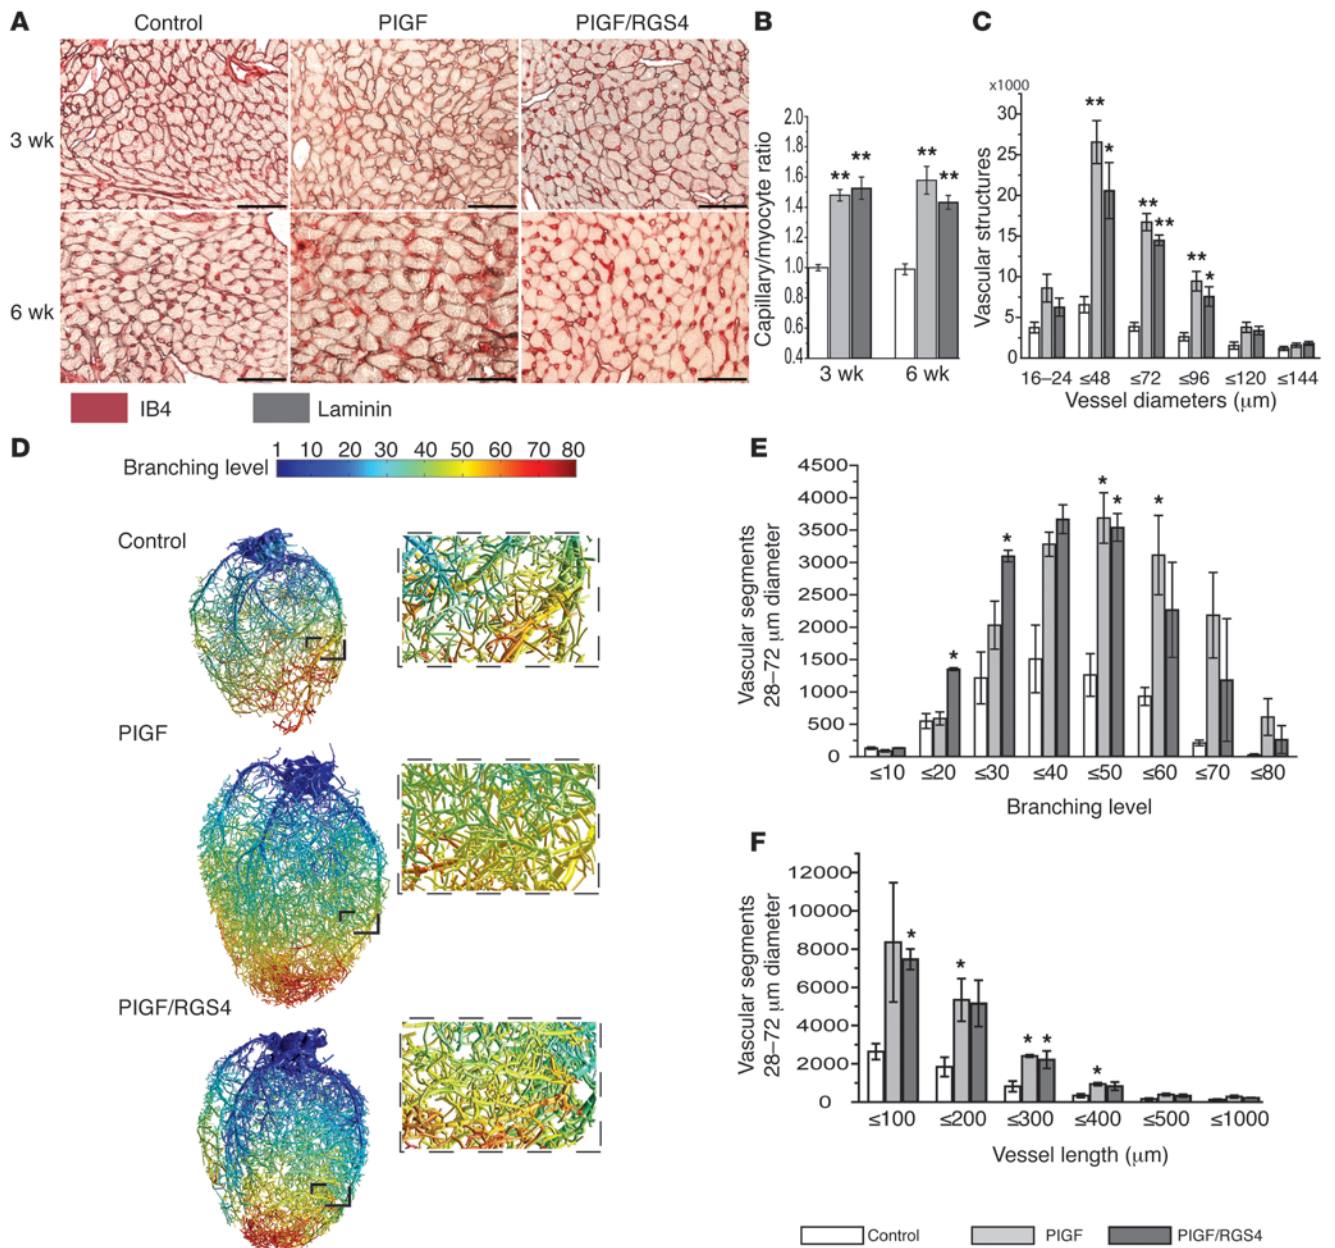 A
Control
PIGF
PIGF/RGS4
3 wk
6 wk
IB4
Laminin
B
Capillary/myocyte ratio
2.0
1.8
1.6
1.4
1.2
1.0
0.8
0.6
0.4
** **
** **
3 wk
6 wk
C
x1000
Vascular structures
30
25
20
15
10
5
0
** *
** **
** *
16–24
≤48
≤72
≤96
≤120
≤144
Vessel diameters (µm)
D
Branching level
1 10 20 30 40 50 60 70 80
Control
PIGF
PIGF/RGS4
E
Vascular segments
28–72 µm diameter
4500
4000
3500
3000
2500
2000
1500
1000
500
0
*
*
* *
*
≤10
≤20
≤30
≤40
≤50
≤60
≤70
≤80
Branching level
F
Vascular segments
28–72 µm diameter
12000
10000
8000
6000
4000
2000
0
*
*
* *
*
≤100
≤200
≤300
≤400
≤500
≤1000
Vessel length (µm)
Control
PIGF
PIGF/RGS4